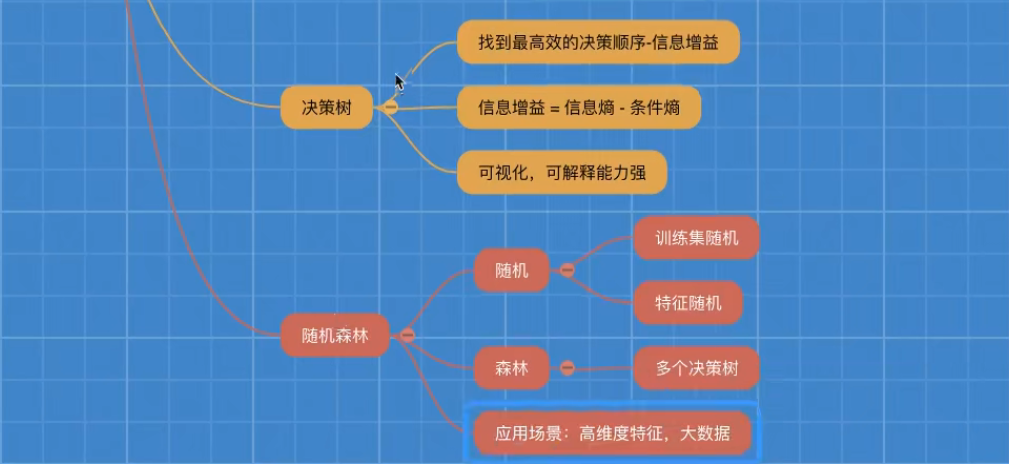 找到最高效的决策顺序-信息增益
决策树
信息增益 = 信息熵 - 条件熵
可视化，可解释能力强
训练集随机
随机
特征随机
随机森林
森林
多个决策树
应用场景：高维度特征，大数据